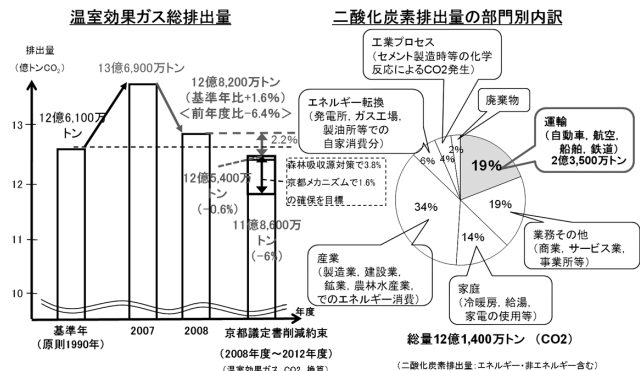 温室効果ガス総排出量
排出量
(億トンCO2)
13億6,900万トン
12億8,200万トン
(基準年比+1.6%)
<前年度比-6.4%>
12億6,100万
トン
13
12
11
10
2.2%
12億5,400万
トン
(-0.6%)
森林吸収源対策で3.8%
京都メカニズムで1.6%
の確保を目標
11億8,600万
トン
(-6%)
年度
基準年
(原則1990年)
2007
2008
京都議定書削減約束
(2008年度~2012年度)
(温室効果ガス、CO2 換算)
二酸化炭素排出量の部門別内訳
工業プロセス
(セメント製造時等の化学
反応によるCO2発生)
廃棄物
エネルギー転換
(発電所, ガス工場,
製油所等での
自家消費分)
運輸
(自動車, 航空,
船舶, 鉄道)
2億3,500万トン
2%
4%
6%
19%
19%
34%
14%
業務その他
(商業, サービス業,
事業所等)
産業
(製造業, 建設業,
鉱業, 農林水産業,
でのエネルギー消費)
家庭
(冷暖房, 給湯,
家電の使用等)
総量12億1,400万トン (CO2)
(二酸化炭素排出量:エネルギー・非エネルギー含む)